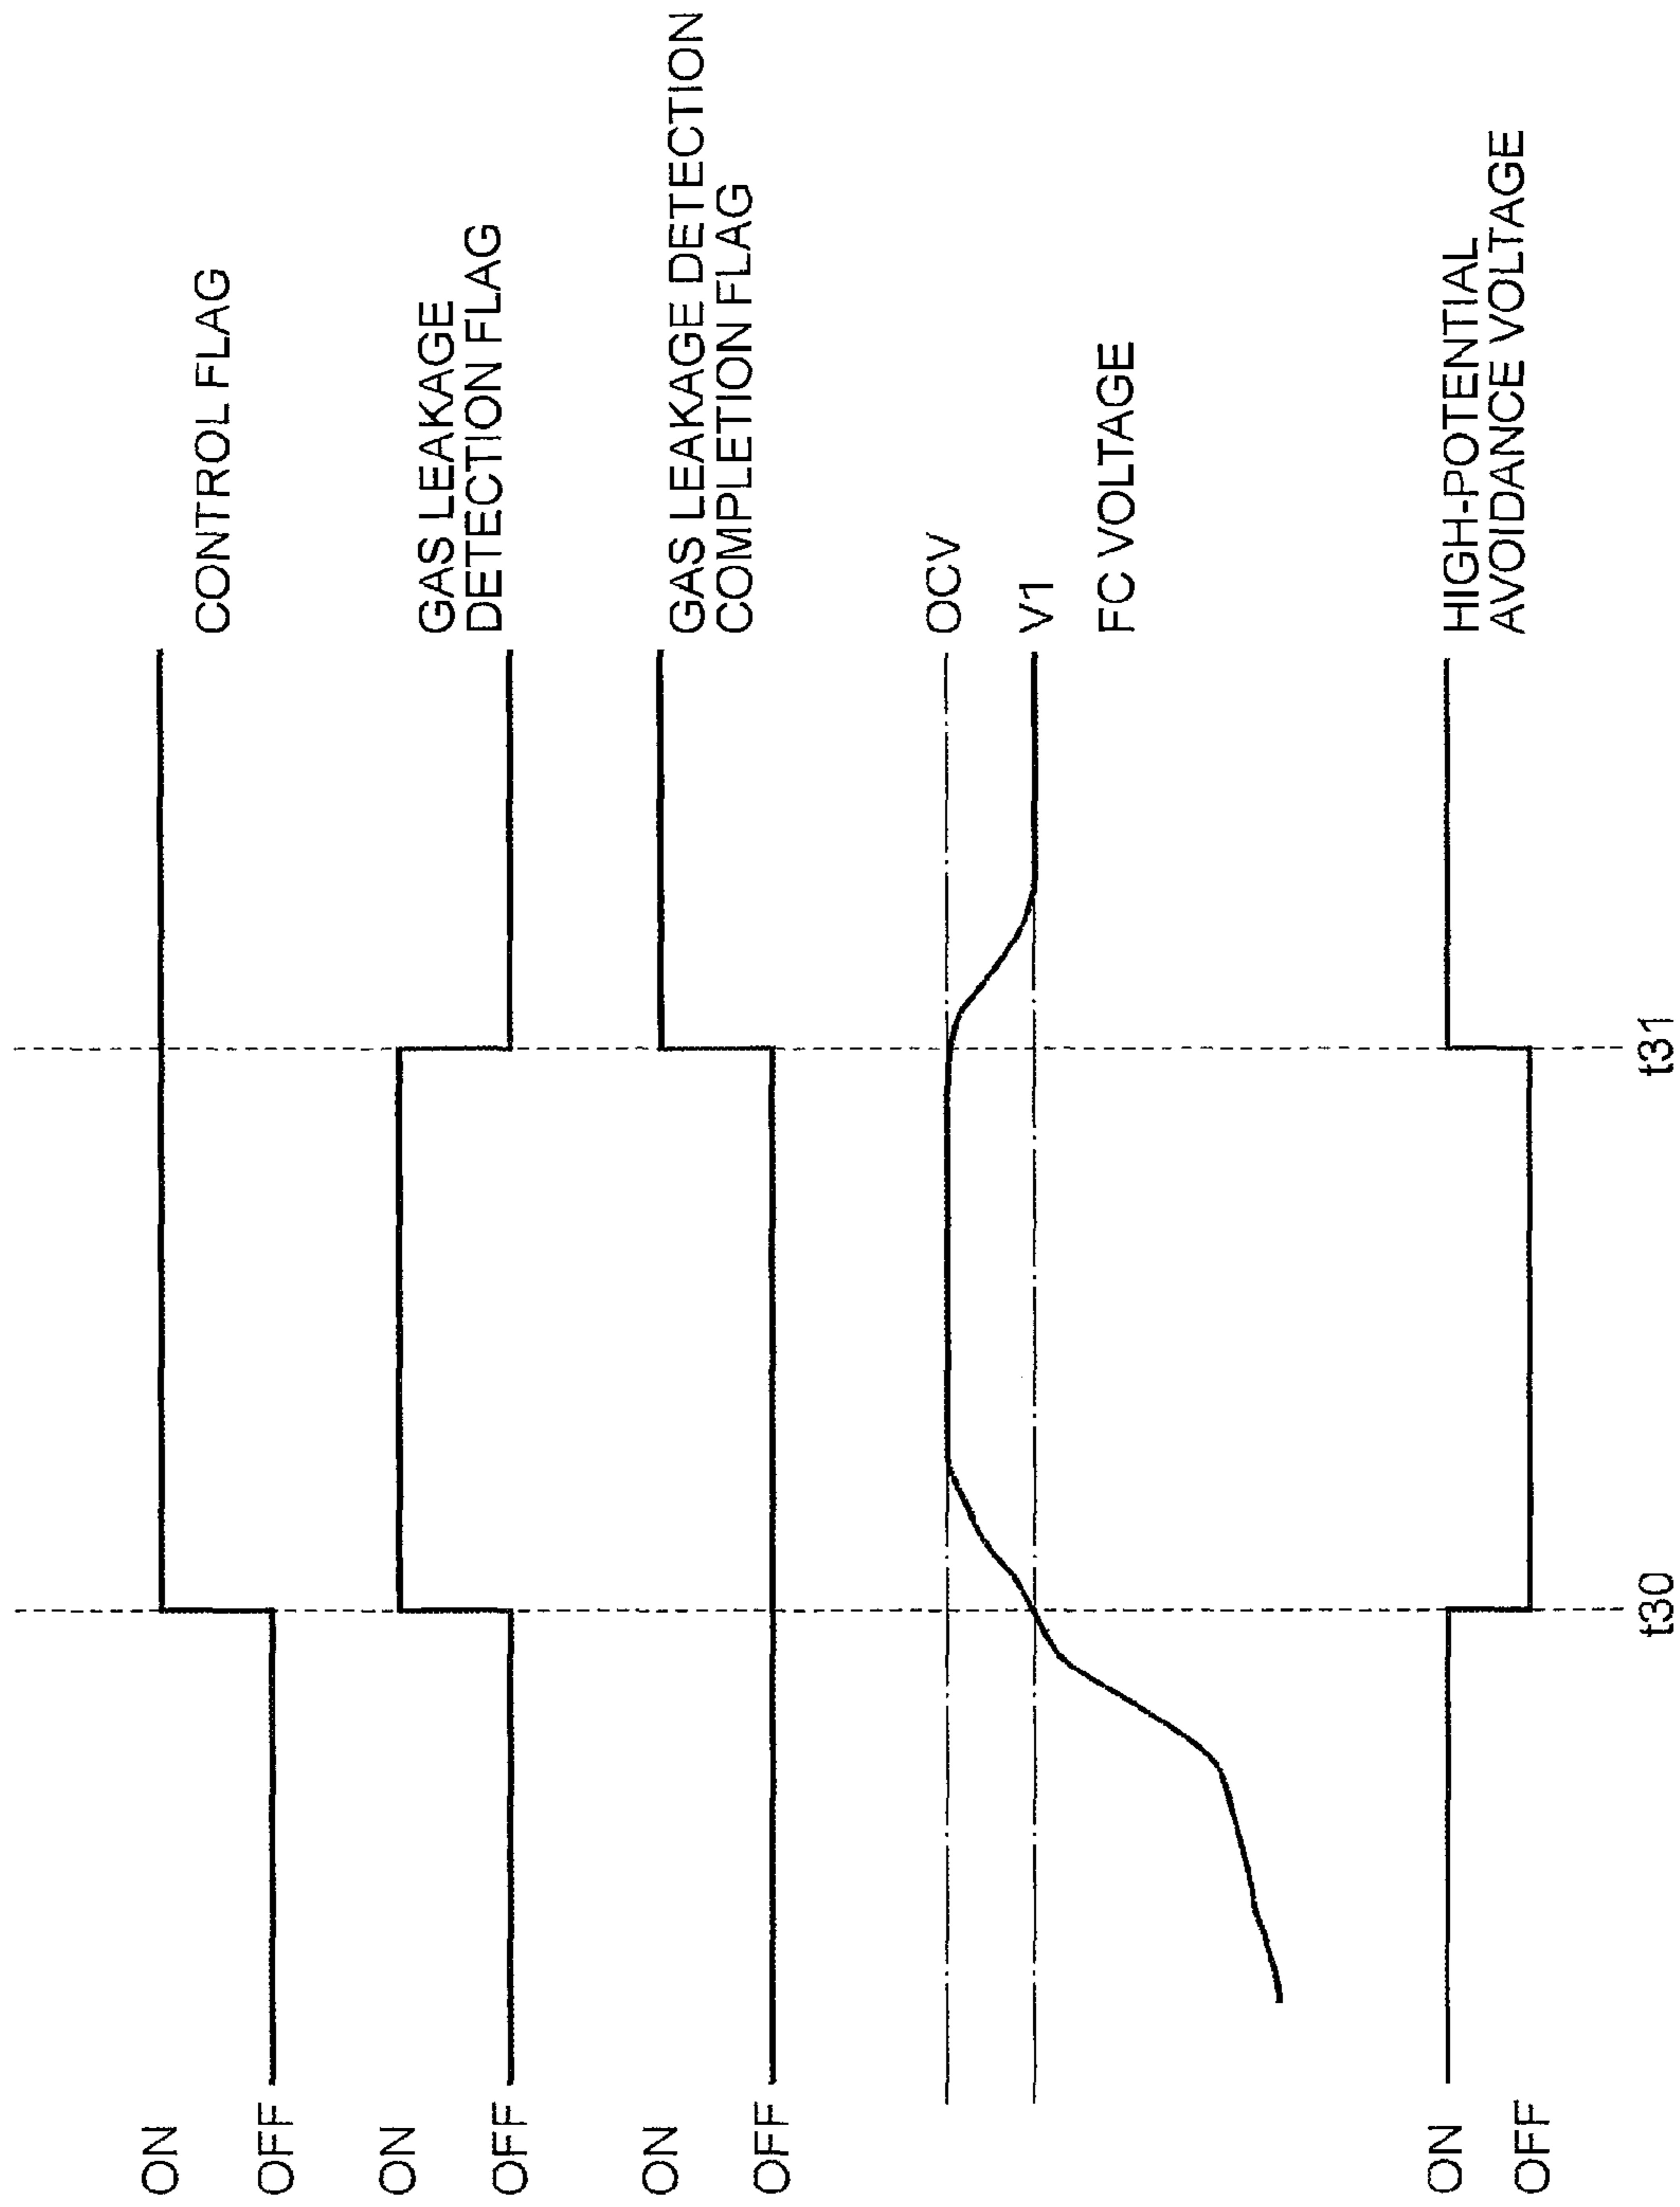 ON
OFF
CONTROL FLAG
ON
OFF
GAS LEAKAGE
DETECTION FLAG
ON
OFF
GAS LEAKAGE DETECTION
COMPLETION FLAG
OCV
V1
FC VOLTAGE
ON
OFF
HIGH-POTENTIAL
AVOIDANCE VOLTAGE
t30
t31